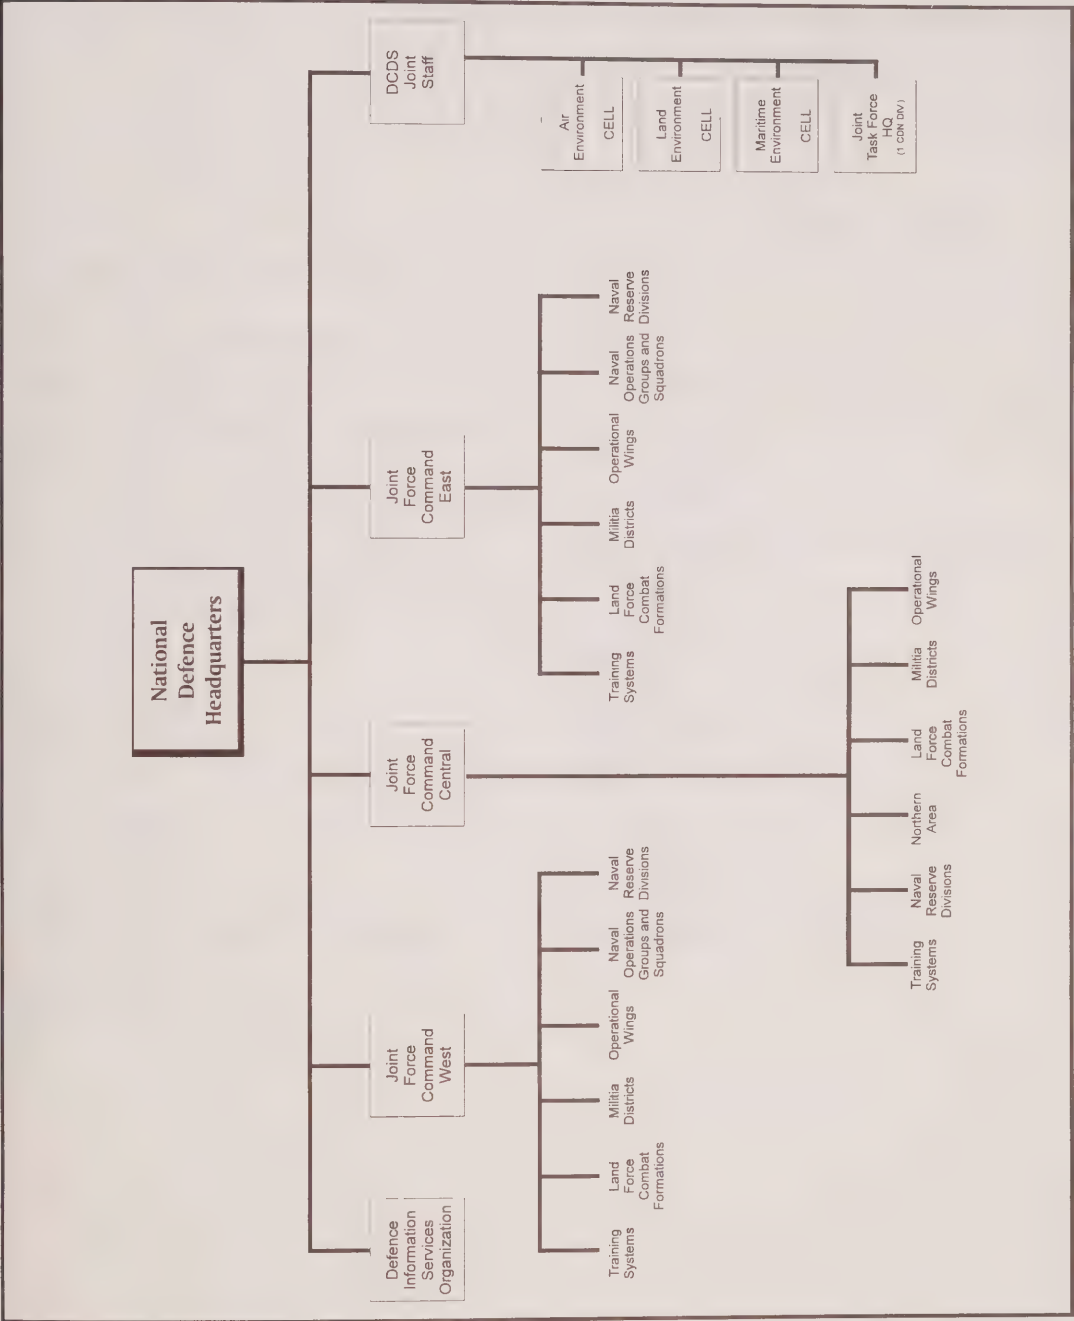 National
Defence
Headquarters
Defence
Information
Services
Organization
Joint
Force
Command
West
Joint
Force
Command
Central
Joint
Force
Command
East
DCDS
Joint
Staff
Training
Systems
Land
Force
Combat
Formations
Militia
Districts
Operational
Wings
Naval
Operations
Groups and
Squadrons
Naval
Reserve
Divisions
Training
Systems
Land
Force
Combat
Formations
Militia
Districts
Operational
Wings
Naval
Operations
Groups and
Squadrons
Naval
Reserve
Divisions
Air
Environment
CELL
Land
Environment
CELL
Maritime
Environment
CELL
Joint
Task Force
HQ
(1 CDN DIV)
Training
Systems
Naval
Reserve
Divisions
Northern
Area
Land
Force
Combat
Formations
Militia
Districts
Operational
Wings